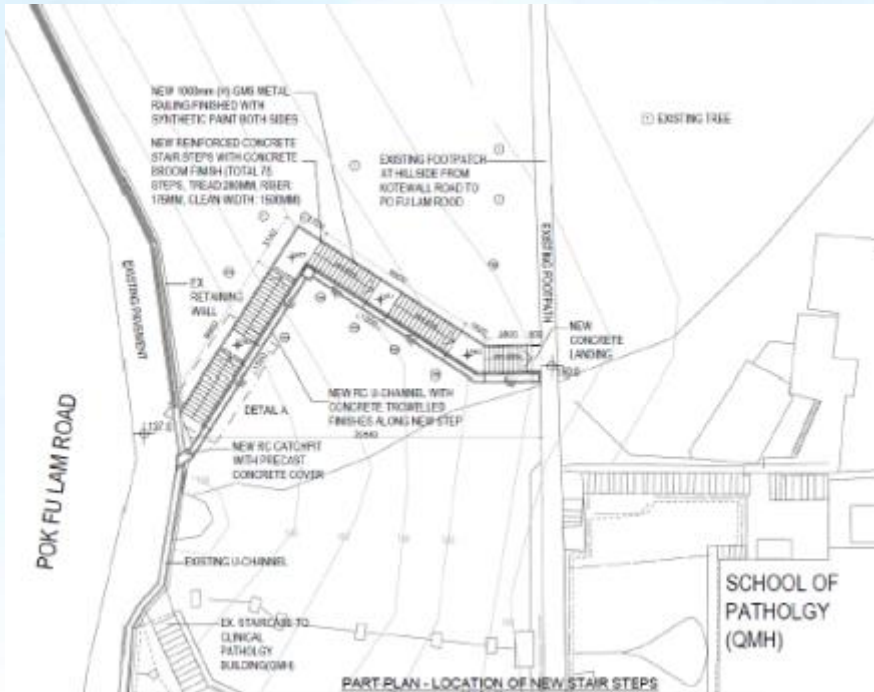 NEW 1000mm (H) GMS METAL
RAILING FINISHED WITH
SYNTHETIC PAINT BOTH SIDES
NEW REINFORCED CONCRETE
STAIR STEPS WITH CONCRETE
BROOM FINISH (TOTAL 78
STEPS, TREAD 280MM, RISER
175MM, CLEAN WIDTH: 1500MM)
EXISTING FOOTPATCH
AT HILLSIDE FROM
KOTEWALL ROAD TO
PO FU LAM ROOD
EXISTING TREE
EXISTING PAVEMENT
EX.
RETAINING
WALL
EXISTING FOOTPATH
NEW
CONCRETE
LANDING
DETAIL A
NEW RC U-CHANNEL WITH
CONCRETE TROWELLED
FINISHES ALONG NEW STEP
NEW RC CATCHPIT
WITH PRECAST
CONCRETE COVER
POK FU LAM ROAD
EXISTING U-CHANNEL
EX. STAIRCASE TO
CLINICAL
PATHOLGY
BUILDING(QMH)
SCHOOL OF
PATHOLGY
(QMH)
PART PLAN - LOCATION OF NEW STAIR STEPS